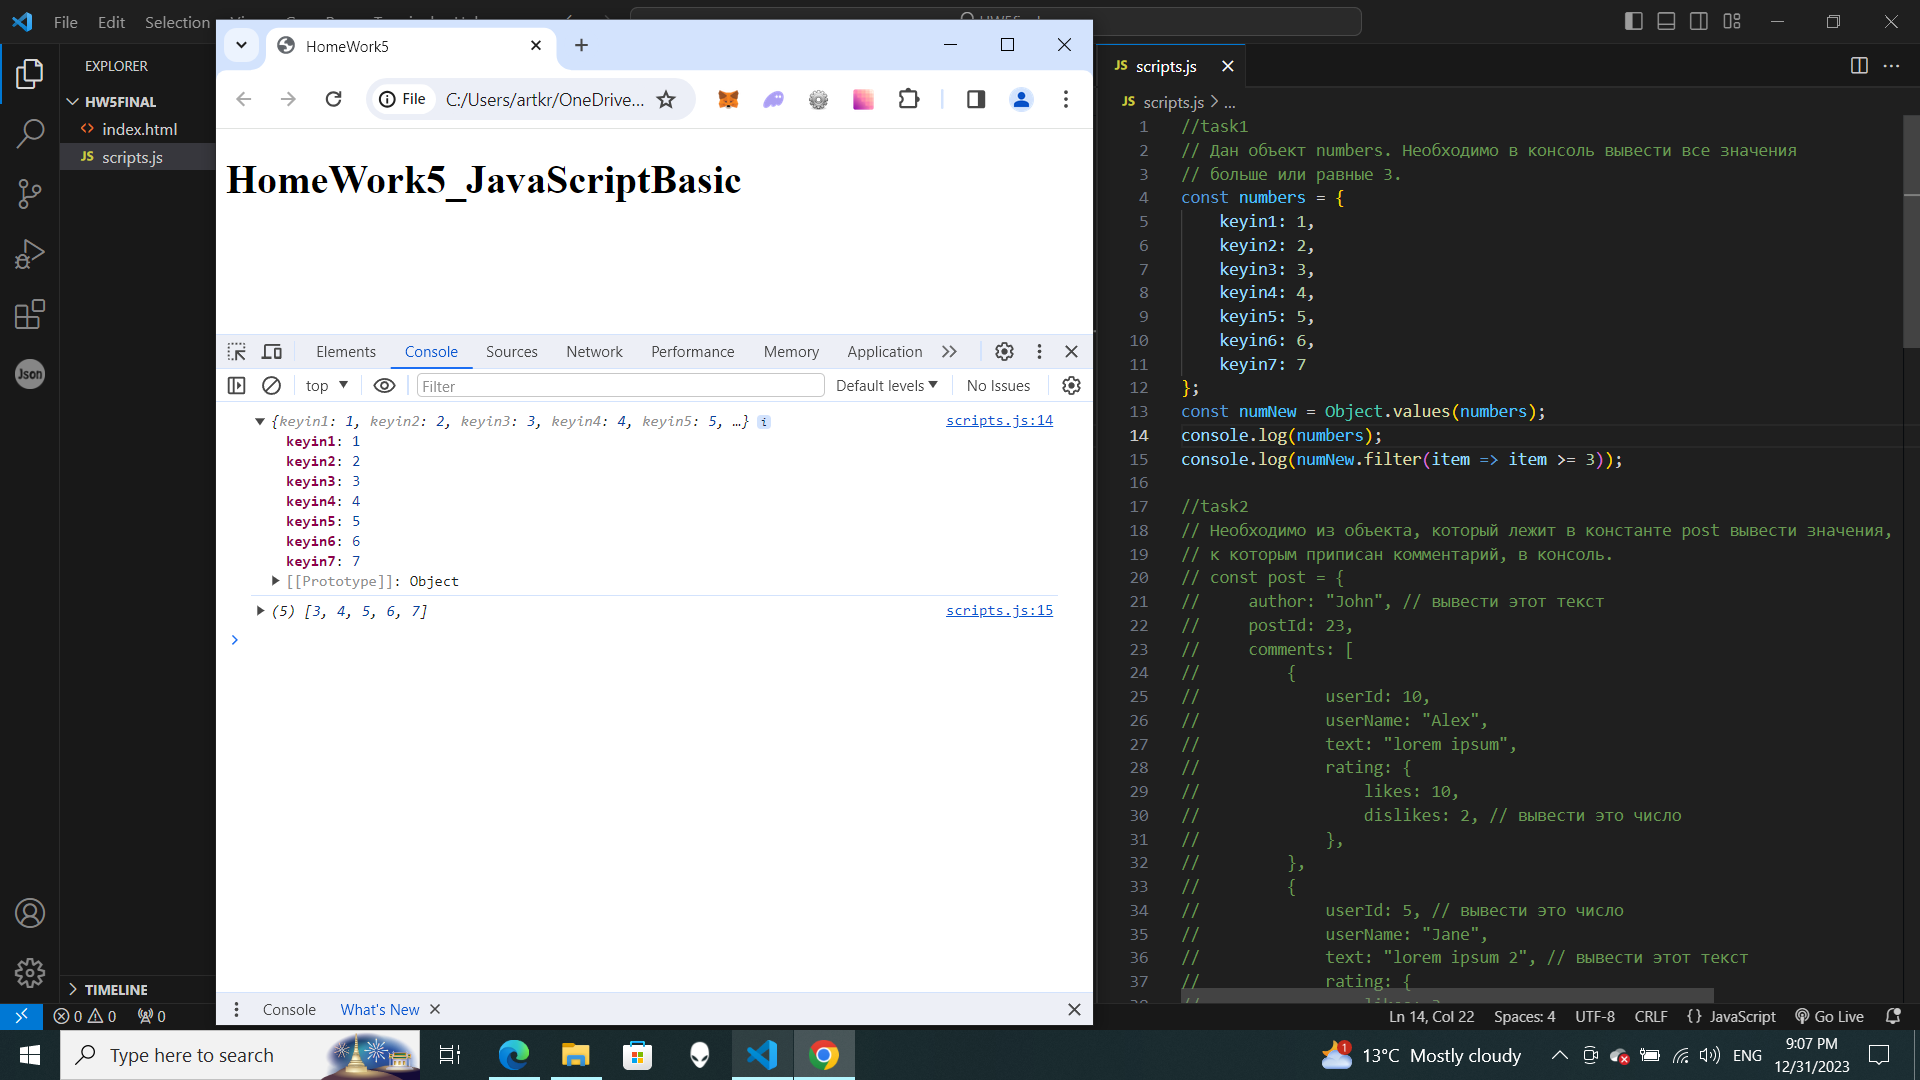 File Edit Selection
HW5Final
EXPLORER
HW5FINAL
index.html
JS scripts.js
TIMELINE
HomeWork5
File C:/Users/artkr/OneDrive...
HomeWork5_JavaScriptBasic
Elements Console Sources Network Performance Memory Application
top Filter Default levels No Issues
{keyin1: 1, keyin2: 2, keyin3: 3, keyin4: 4, keyin5: 5, …} i scripts.js:14
keyin1: 1
keyin2: 2
keyin3: 3
keyin4: 4
keyin5: 5
keyin6: 6
keyin7: 7
[[Prototype]]: Object
(5) [3, 4, 5, 6, 7] scripts.js:15
Console What's New
JS scripts.js
JS scripts.js > ...
1 //task1
2 // Дан объект numbers. Необходимо в консоль вывести все значения
3 // больше или равные 3.
4 const numbers = {
5 keyin1: 1,
6 keyin2: 2,
7 keyin3: 3,
8 keyin4: 4,
9 keyin5: 5,
10 keyin6: 6,
11 keyin7: 7
12 };
13 const numNew = Object.values(numbers);
14 console.log(numbers);
15 console.log(numNew.filter(item => item >= 3));
16
17 //task2
18 // Необходимо из объекта, который лежит в константе post вывести значения,
19 // к которым приписан комментарий, в консоль.
20 // const post = {
21 // author: "John", // вывести этот текст
22 // postId: 23,
23 // comments: [
24 // {
25 // userId: 10,
26 // userName: "Alex",
27 // text: "lorem ipsum",
28 // rating: {
29 // likes: 10,
30 // dislikes: 2, // вывести это число
31 // },
32 // },
33 // {
34 // userId: 5, // вывести это число
35 // userName: "Jane",
36 // text: "lorem ipsum 2", // вывести этот текст
37 // rating: {
0 0 0
Ln 14, Col 22 Spaces: 4 UTF-8 CRLF {} JavaScript Go Live
Type here to search
Json
1 13°C Mostly cloudy ENG 9:07 PM
12/31/2023